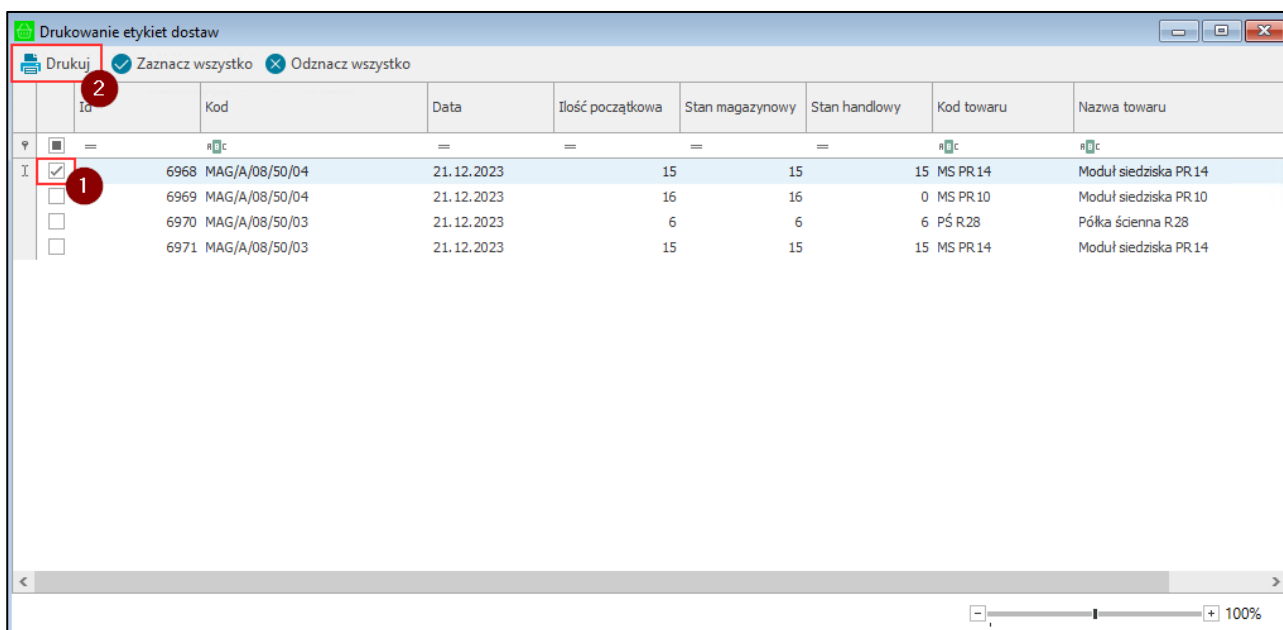 Drukowanie etykiet dostaw
Drukuj Zaznacz wszystko Odznacz wszystko
2
Id Kod Data Ilość początkowa Stan magazynowy Stan handlowy Kod towaru Nazwa towaru
= ABC = = = = ABC ABC
6968 MAG/A/08/50/04 21.12.2023 15 15 15 MS PR14 Moduł siedziska PR14
1
6969 MAG/A/08/50/04 21.12.2023 16 16 0 MS PR10 Moduł siedziska PR10
6970 MAG/A/08/50/03 21.12.2023 6 6 6 PŚ R28 Półka ścienna R28
6971 MAG/A/08/50/03 21.12.2023 15 15 15 MS PR14 Moduł siedziska PR14
100%